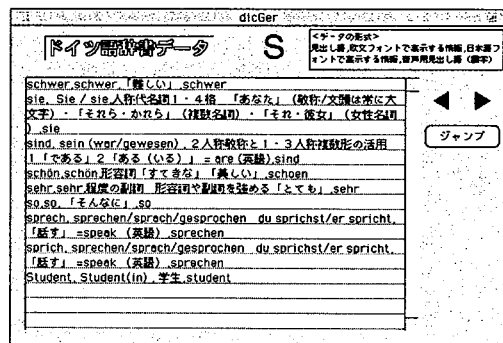 dicGer
ドイツ語辞書データ
S
<データの形式>
見出し語,欧文フォントで表示する情報,日本語フ
ォントで表示する情報,音声用見出し語(綴字)
schwer,schwer,「難しい」,schwer
sie, Sie / sie,人称代名詞1・4格 「あなた」(敬称/文頭は常に大
文字)・「それら・かれら」(複数名詞)・「それ・彼女」(女性名詞
),sie
sind, sein (war/gewesen), 2人称敬称と1・3人称複数形の活用
1「である」2「ある(いる)」= are (英語),sind
schön,schön,形容詞「すてきな」「美しい」,schoen
sehr,sehr,程度の副詞 形容詞や副詞を強める「とても」,sehr
so,so,「そんなに」,so
sprech, sprechen/sprach/gesprochen du sprichst/er spricht,
「話す」=speak (英語),sprechen
sprich, sprechen/sprach/gesprochen du sprichst/er spricht,
「話す」=speak (英語),sprechen
Student, Student(in), 学生,student
ジャンプ